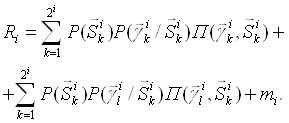 $R_i = \sum_{k=1}^{2^i} P(\vec{S}_k^i) P(\vec{\gamma}_k^i / \vec{S}_k^i) \Pi(\vec{\gamma}_k^i, \vec{S}_k^i) +$
$+ \sum_{k=1}^{2^i} P(\vec{S}_k^i) P(\vec{\gamma}_l^i / \vec{S}_k^i) \Pi(\vec{\gamma}_l^i, \vec{S}_k^i) + m_i.$